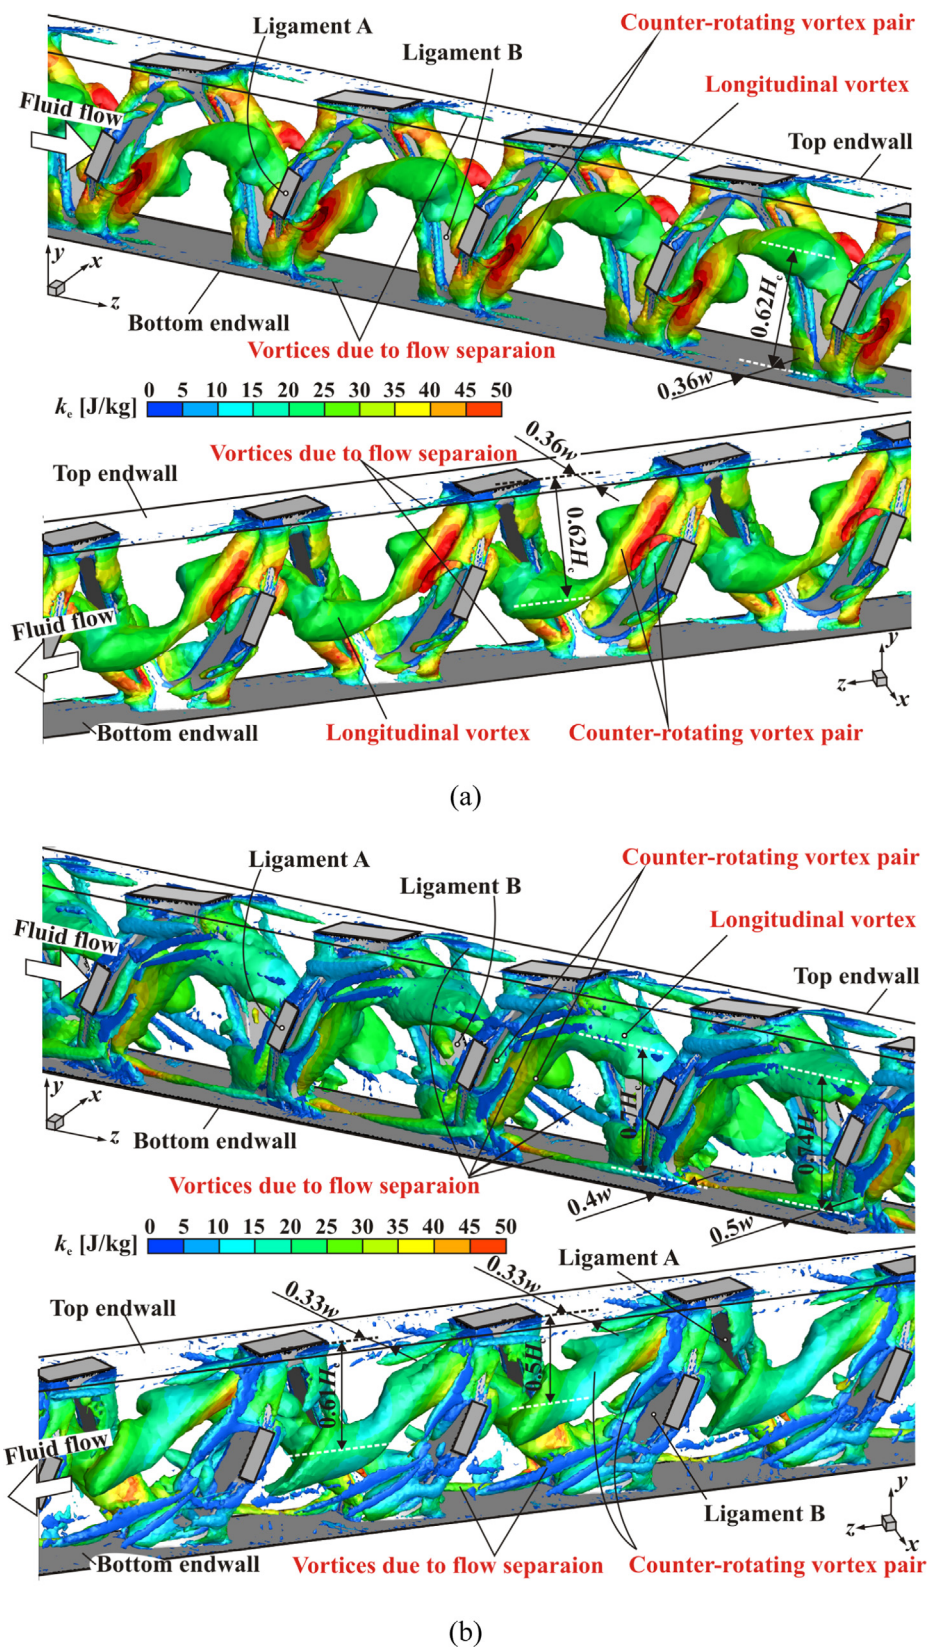 Counter-rotating vortex pair
Ligament A
Ligament B
Longitudinal vortex
Fluid flow
Top endwall
y
x
z
0.62Hc
Bottom endwall
Vortices due to flow separaion
0.36w
ke [J/kg]
0 5 10 15 20 25 30 35 40 45 50
0.36w
Vortices due to flow separaion
Top endwall
0.62Hc
Fluid flow
y
z
x
Bottom endwall
Longitudinal vortex
Counter-rotating vortex pair
(a)
Counter-rotating vortex pair
Ligament A
Ligament B
Longitudinal vortex
Fluid flow
Top endwall
y
x
z
0.74H
Bottom endwall
Vortices due to flow separaion
0.4w
0.5w
ke [J/kg]
0 5 10 15 20 25 30 35 40 45 50
Ligament A
0.33w
0.33w
Top endwall
0.61H
0.5H
Fluid flow
y
z
x
Ligament B
Bottom endwall
Vortices due to flow separaion
Counter-rotating vortex pair
(b)